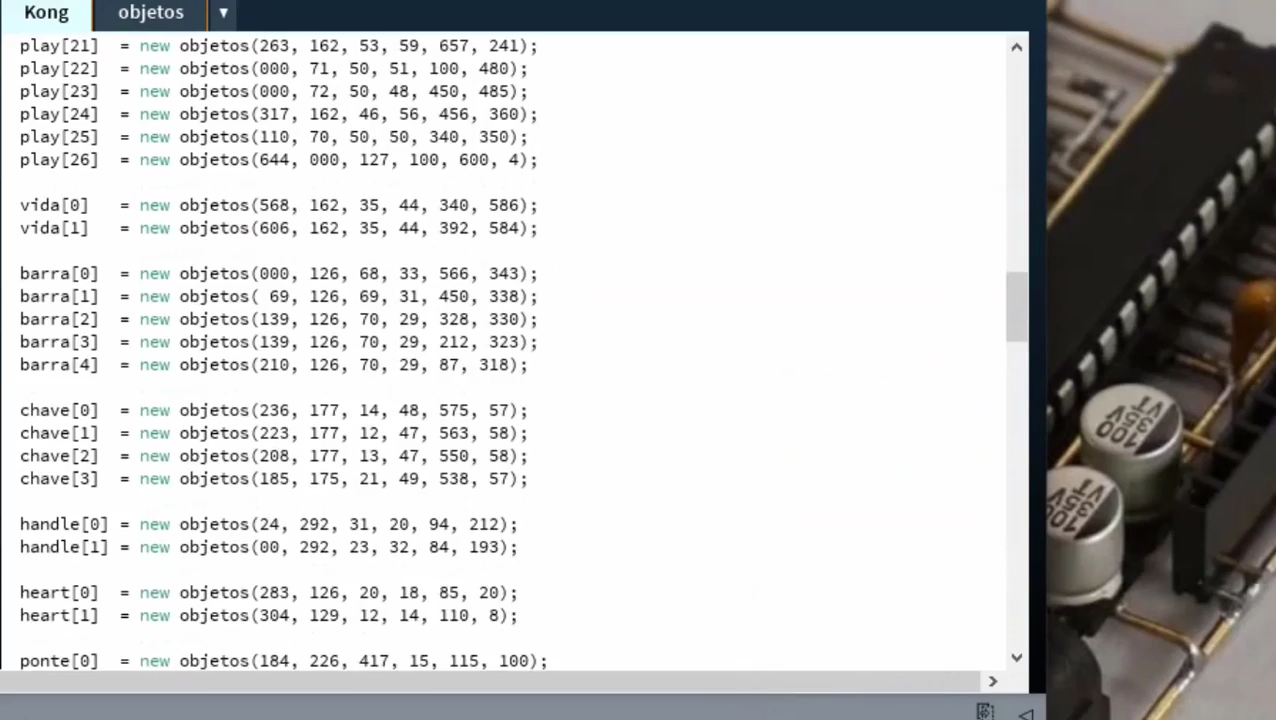 Kong objetos
play[21] = new objetos(263, 162, 53, 59, 657, 241);
play[22] = new objetos(000, 71, 50, 51, 100, 480);
play[23] = new objetos(000, 72, 50, 48, 450, 485);
play[24] = new objetos(317, 162, 46, 56, 456, 360);
play[25] = new objetos(110, 70, 50, 50, 340, 350);
play[26] = new objetos(644, 000, 127, 100, 600, 4);
vida[0] = new objetos(568, 162, 35, 44, 340, 586);
vida[1] = new objetos(606, 162, 35, 44, 392, 584);
barra[0] = new objetos(000, 126, 68, 33, 566, 343);
barra[1] = new objetos( 69, 126, 69, 31, 450, 338);
barra[2] = new objetos(139, 126, 70, 29, 328, 330);
barra[3] = new objetos(139, 126, 70, 29, 212, 323);
barra[4] = new objetos(210, 126, 70, 29, 87, 318);
chave[0] = new objetos(236, 177, 14, 48, 575, 57);
chave[1] = new objetos(223, 177, 12, 47, 563, 58);
chave[2] = new objetos(208, 177, 13, 47, 550, 58);
chave[3] = new objetos(185, 175, 21, 49, 538, 57);
handle[0] = new objetos(24, 292, 31, 20, 94, 212);
handle[1] = new objetos(00, 292, 23, 32, 84, 193);
heart[0] = new objetos(283, 126, 20, 18, 85, 20);
heart[1] = new objetos(304, 129, 12, 14, 110, 8);
ponte[0] = new objetos(184, 226, 417, 15, 115, 100);
100
35V
VT
100
35V
VT